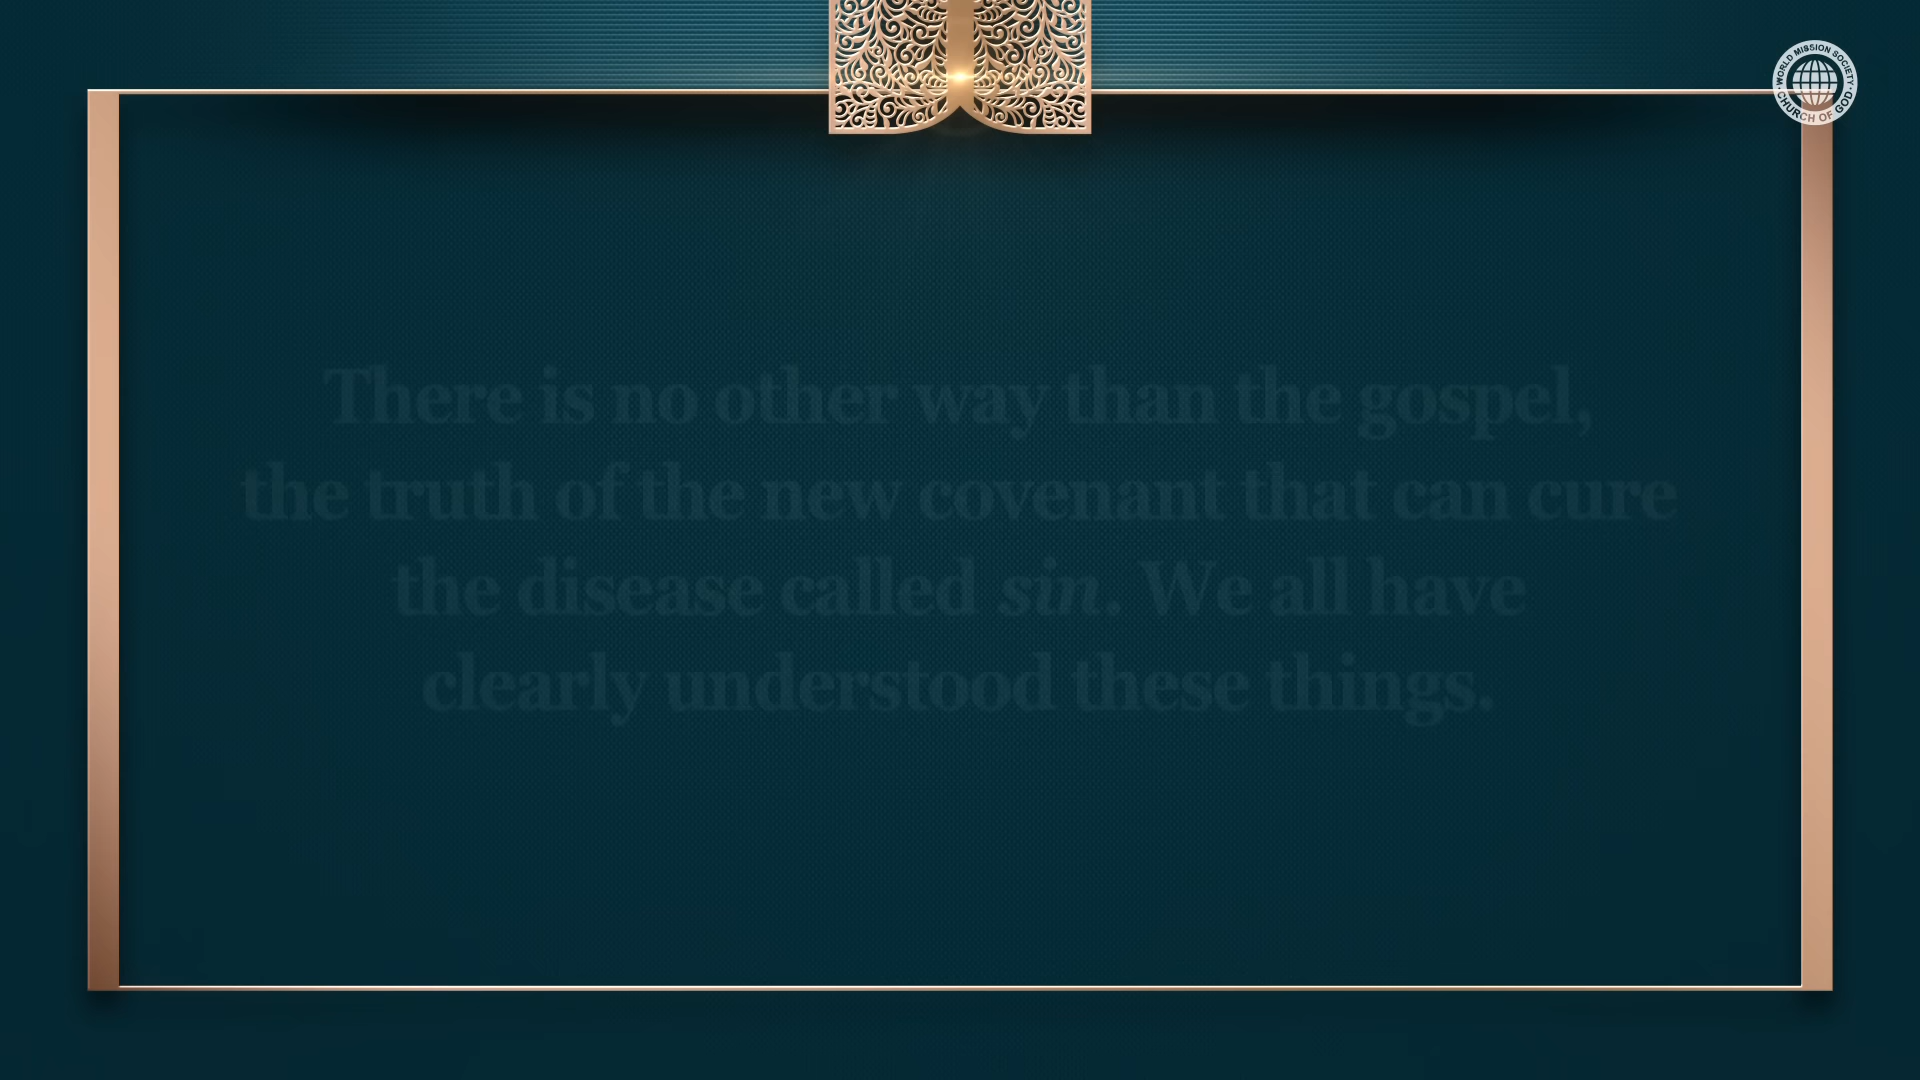 WORLD MISSION SOCIETY
CHURCH OF GOD
There is no other way than the gospel,
the truth of the new covenant that can cure
the disease called sin. We all have
clearly understood these things.